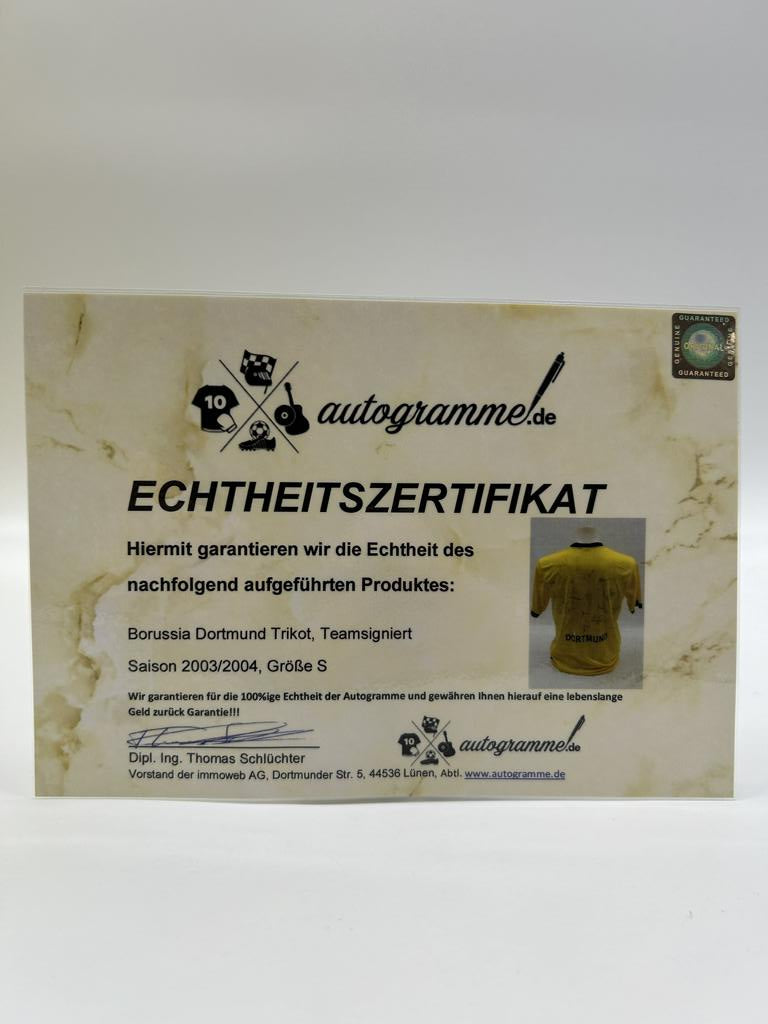 GUARANTEED
GENUINE
ORIGINAL
GUARANTEED
10
autogramme.de
ECHTHEITSZERTIFIKAT
Hiermit garantieren wir die Echtheit des
nachfolgend aufgeführten Produktes:
DORTMUND
Borussia Dortmund Trikot, Teamsigniert
Saison 2003/2004, Größe S
Wir garantieren für die 100%ige Echtheit der Autogramme und gewähren Ihnen hierauf eine lebenslange
Geld zurück Garantie!!!
10
autogramme.de
Dipl. Ing. Thomas Schlüchter
Vorstand der immoweb AG, Dortmunder Str. 5, 44536 Lünen, Abtl. www.autogramme.de